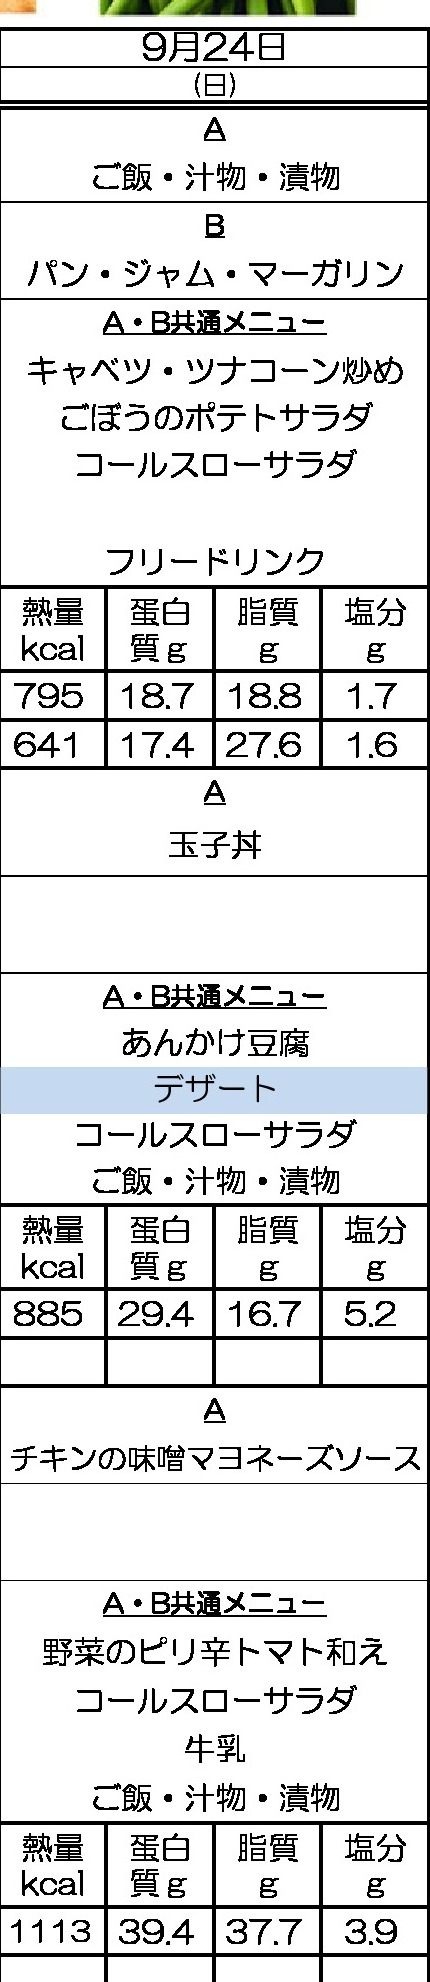 9月24日
(日)
A
ご飯・汁物・漬物
B
パン・ジャム・マーガリン
A・B共通メニュー
キャベツ・ツナコーン炒め
ごぼうのポテトサラダ
コールスローサラダ
フリードリンク
熱量 蛋白 脂質 塩分
kcal 質g g g
795 18.7 18.8 1.7
641 17.4 27.6 1.6
A
玉子丼
A・B共通メニュー
あんかけ豆腐
デザート
コールスローサラダ
ご飯・汁物・漬物
熱量 蛋白 脂質 塩分
kcal 質g g g
885 29.4 16.7 5.2
A
チキンの味噌マヨネーズソース
A・B共通メニュー
野菜のピリ辛トマト和え
コールスローサラダ
牛乳
ご飯・汁物・漬物
熱量 蛋白 脂質 塩分
kcal 質g g g
1113 39.4 37.7 3.9